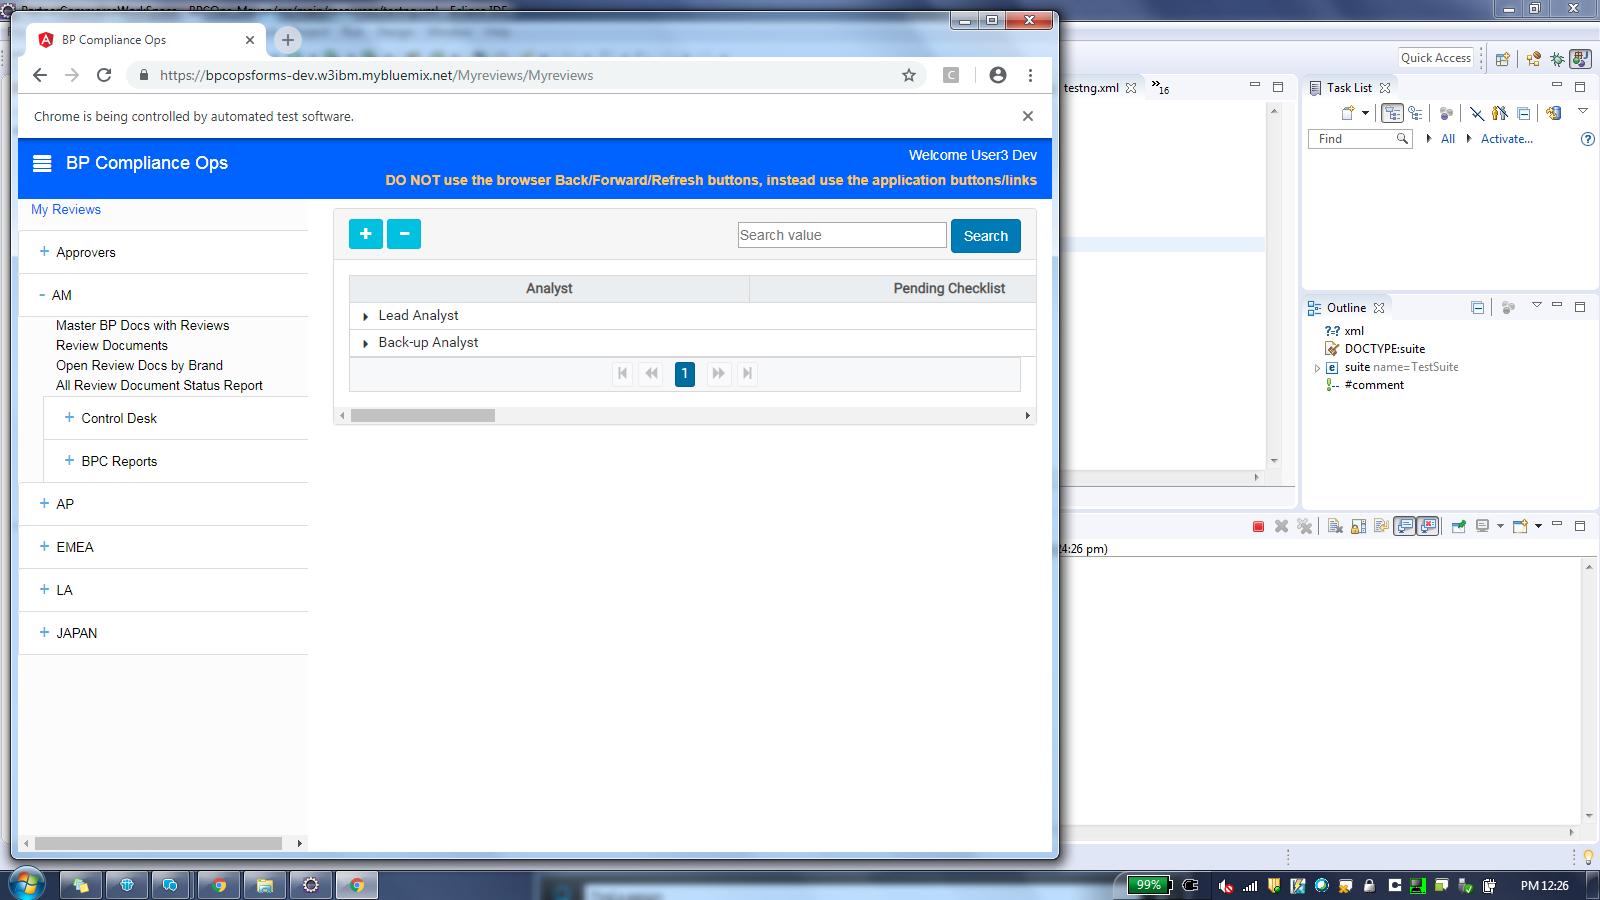 BP Compliance Ops
https://bpcopsforms-dev.w3ibm.mybluemix.net/Myreviews/Myreviews
C
Chrome is being controlled by automated test software.
BP Compliance Ops
Welcome User3 Dev
DO NOT use the browser Back/Forward/Refresh buttons, instead use the application buttons/links
My Reviews
+ Approvers
- AM
Master BP Docs with Reviews
Review Documents
Open Review Docs by Brand
All Review Document Status Report
+ Control Desk
+ BPC Reports
+ AP
+ EMEA
+ LA
+ JAPAN
+ -
Search value
Search
Analyst Pending Checklist
Lead Analyst
Back-up Analyst
1
Quick Access
testng.xml
»16
Task List
Find
All
Activate...
Outline
?-? xml
DOCTYPE:suite
e suite name=TestSuite
#comment
4:26 pm)
99%
PM 12:26